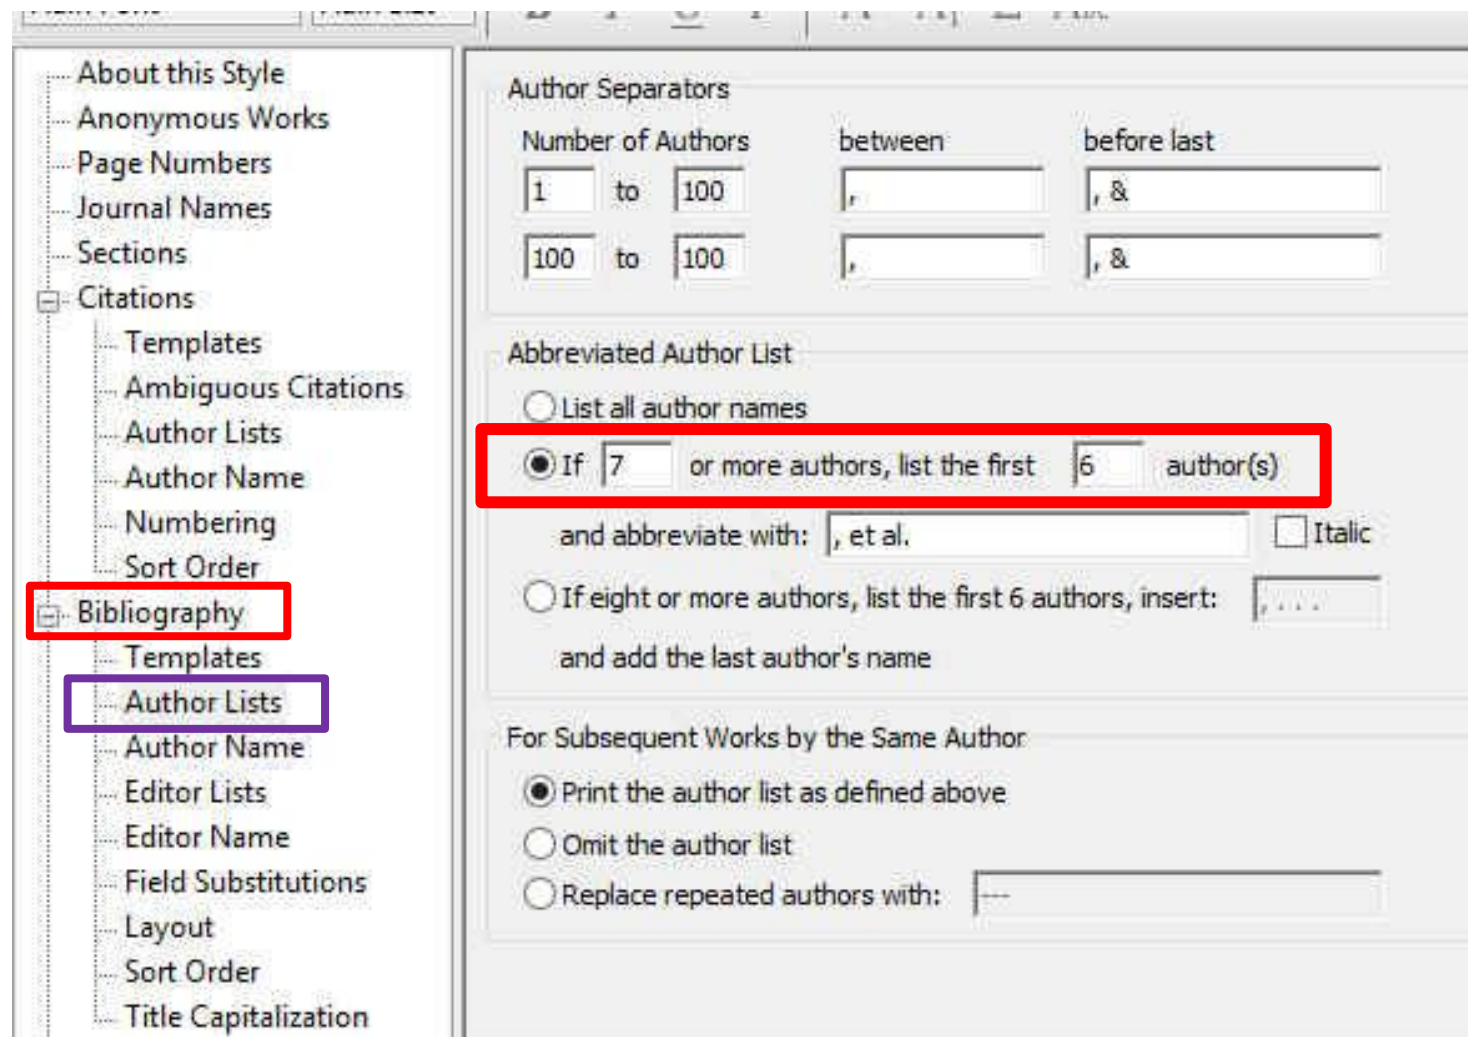 About this Style
Anonymous Works
Page Numbers
Journal Names
Sections
Citations
Templates
Ambiguous Citations
Author Lists
Author Name
Numbering
Sort Order
Bibliography
Templates
Author Lists
Author Name
Editor Lists
Editor Name
Field Substitutions
Layout
Sort Order
Title Capitalization
Author Separators
Number of Authors between before last
1 to 100 , , &
100 to 100 , , &
Abbreviated Author List
List all author names
If 7 or more authors, list the first 6 author(s)
and abbreviate with: , et al. Italic
If eight or more authors, list the first 6 authors, insert: , . . .
and add the last author's name
For Subsequent Works by the Same Author
Print the author list as defined above
Omit the author list
Replace repeated authors with: ---